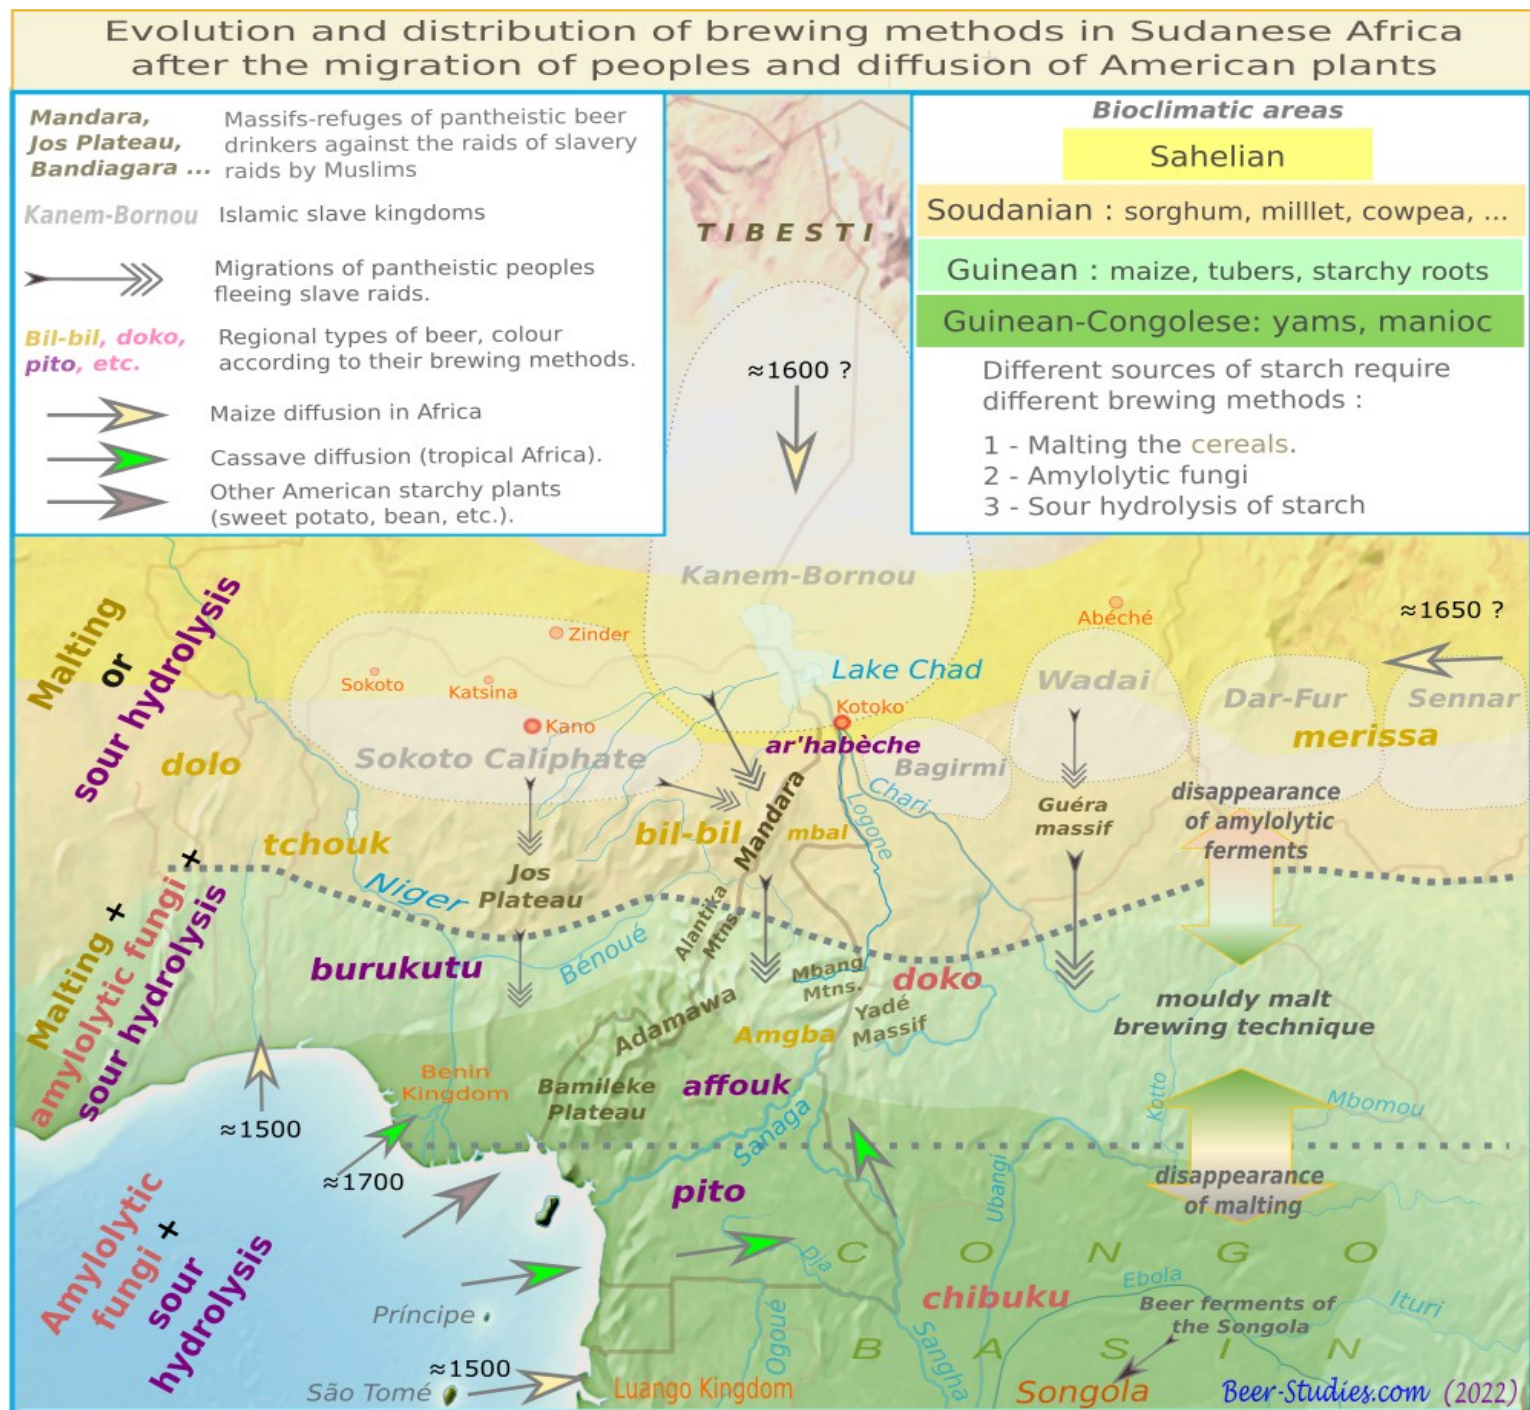 Evolution and distribution of brewing methods in Sudanese Africa
after the migration of peoples and diffusion of American plants
Mandara,
Jos Plateau,
Bandiagara ...
Massifs-refuges of pantheistic beer
drinkers against the raids of slavery
raids by Muslims
Kanem-Bornou
Islamic slave kingdoms
Migrations of pantheistic peoples
fleeing slave raids.
Bil-bil, doko,
pito, etc.
Regional types of beer, colour
according to their brewing methods.
Maize diffusion in Africa
Cassave diffusion (tropical Africa).
Other American starchy plants
(sweet potato, bean, etc.).
Bioclimatic areas
Sahelian
Soudanian : sorghum, milllet, cowpea, ...
Guinean : maize, tubers, starchy roots
Guinean-Congolese: yams, manioc
Different sources of starch require
different brewing methods :
1 - Malting the cereals.
2 - Amylolytic fungi
3 - Sour hydrolysis of starch
TIBESTI
≈1600 ?
Kanem-Bornou
Abéché
≈1650 ?
Zinder
Sokoto
Katsina
Kano
Lake Chad
Kotoko
Wadai
Dar-Fur
Sennar
merissa
Malting
or
sour hydrolysis
dolo
Sokoto Caliphate
ar'habèche
Bagirmi
Chari
Logone
Guéra
massif
disappearance
of amylolytic
ferments
tchouk
bil-bil
Mandara
mbal
Jos
Plateau
Niger
Alantika
Mtns.
Bénoué
Malting +
amylolytic fungi +
sour hydrolysis
burukutu
Mbang
Mtns.
doko
Yadé
Massif
Adamawa
Amgba
mouldy malt
brewing technique
Benin
Kingdom
Bamileke
Plateau
affouk
Sanaga
Kotto
Mbomou
≈1500
≈1700
pito
Ubangi
disappearance
of malting
Amylolytic
fungi +
sour
hydrolysis
CONGO
Dja
chibuku
Ebola
Beer ferments of
the Songola
Ituri
Príncipe
Ogoué
BASIN
Sangha
≈1500
São Tomé
Luango Kingdom
Songola
Beer-Studies.com (2022)